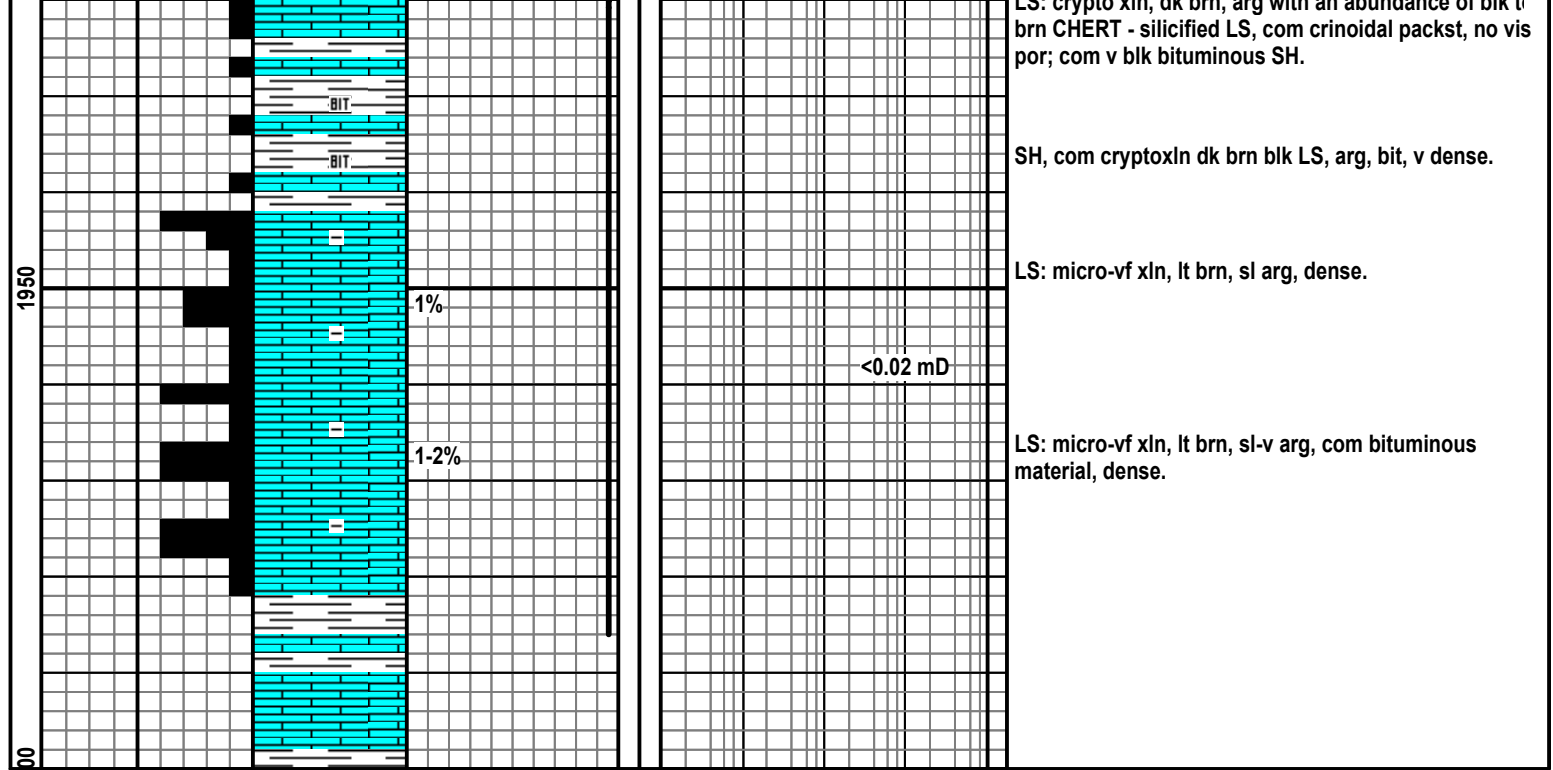 LS: crypto xln, dk brn, arg with an abundance of blk
brn CHERT - silicified LS, com crinoidal packst, no vis
por; com v blk bituminous SH.
BIT
BIT
SH, com cryptoxln dk brn blk LS, arg, bit, v dense.
LS: micro-vf xln, lt brn, sl arg, dense.
1950
1%
<0.02 mD
LS: micro-vf xln, lt brn, sl-v arg, com bituminous
material, dense.
1-2%
00